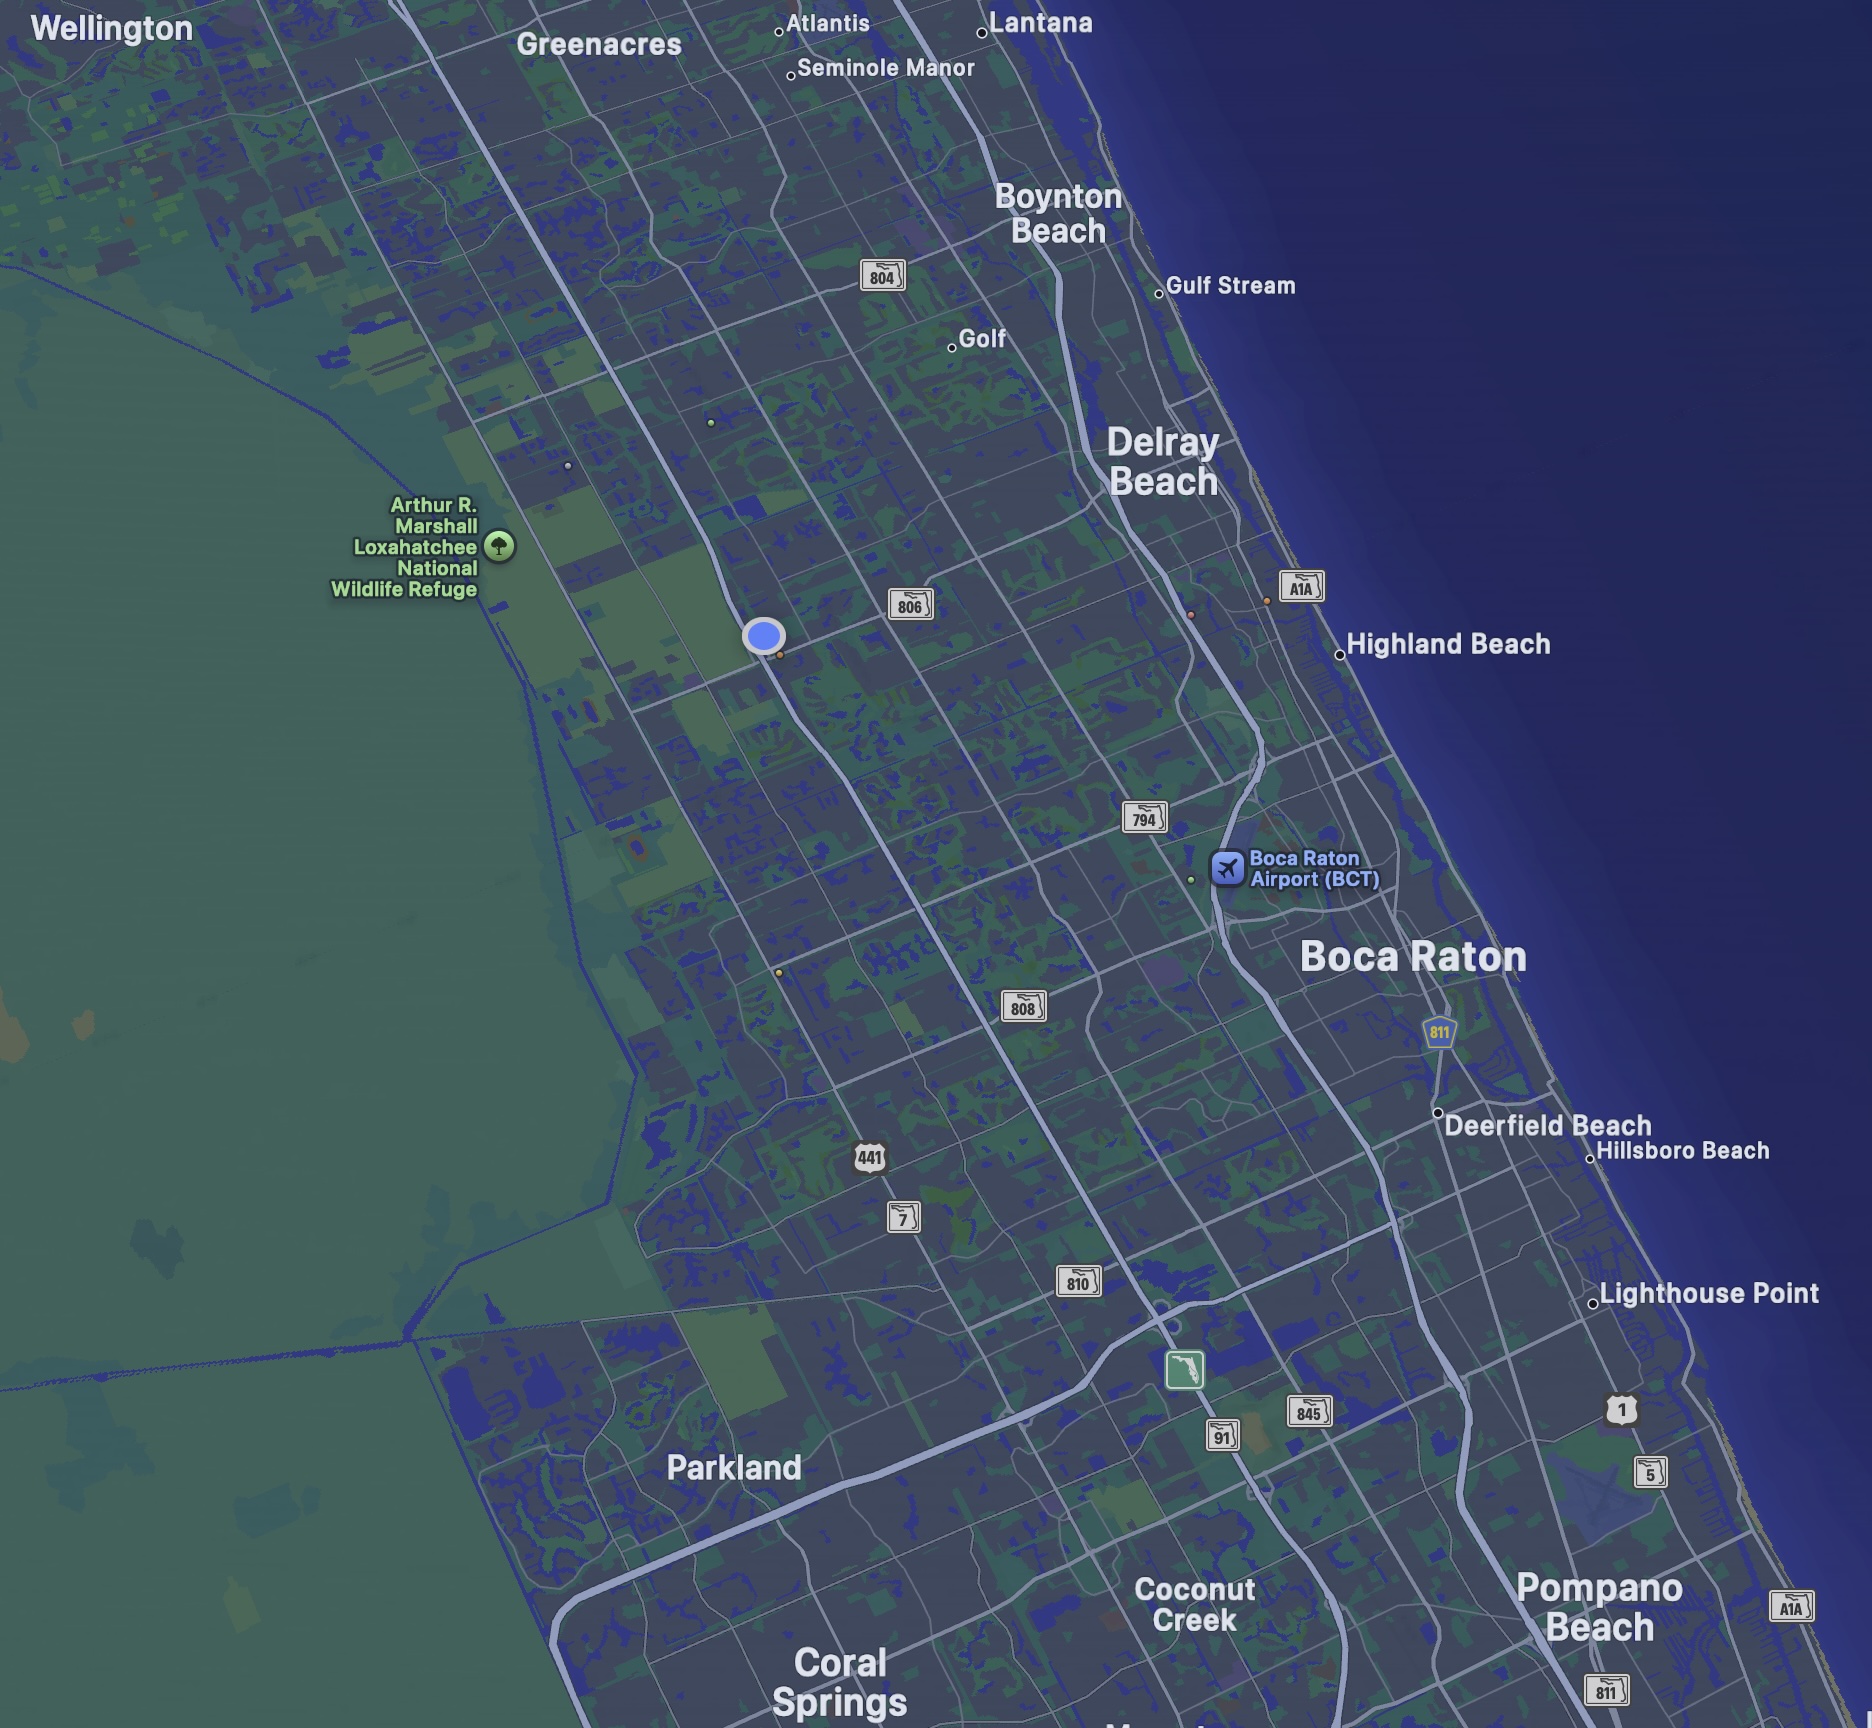 Wellington
Greenacres
Atlantis
Lantana
Seminole Manor
Boynton
Beach
804
Gulf Stream
Golf
Delray
Beach
Arthur R.
Marshall
Loxahatchee
National
Wildlife Refuge
806
A1A
Highland Beach
794
Boca Raton
Airport (BCT)
Boca Raton
808
811
Deerfield Beach
Hillsboro Beach
441
7
810
Lighthouse Point
845
1
91
5
Parkland
Coconut
Creek
Pompano
Beach
A1A
Coral
Springs
811